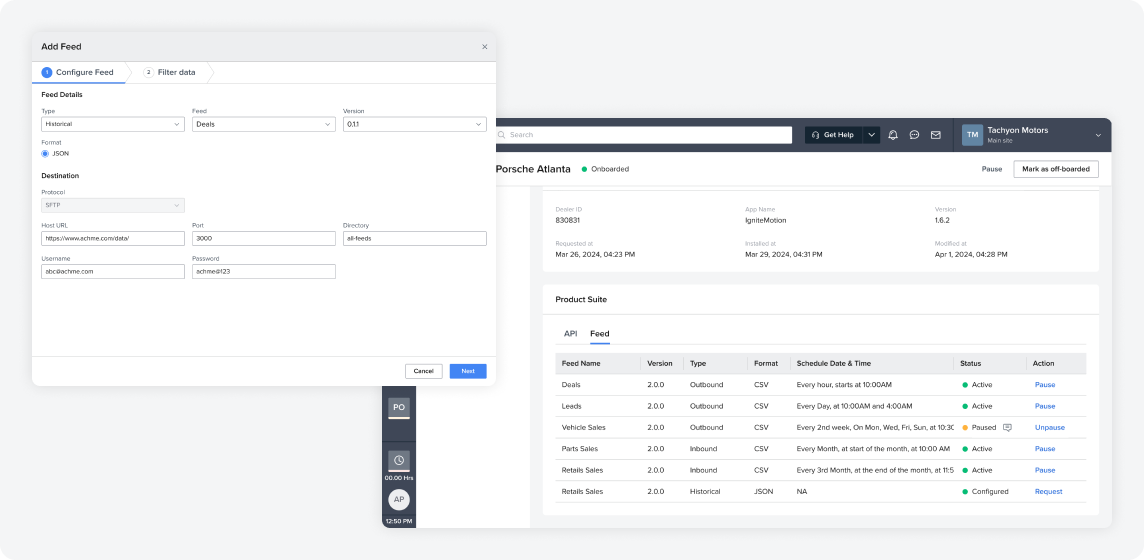 Add Feed
1 Configure Feed 2 Filter data
Feed Details
Type Feed Version
Historical Deals 0.1.1
Format
JSON
Destination
Protocol
SFTP
Host URL Port Directory
https://www.achme.com/data/ 3000 all-feeds
Username Password
abc@achme.com achme@123
Cancel Next
Search
Get Help
TM Tachyon Motors
Main site
Porsche Atlanta Onboarded Pause Mark as off-boarded
Dealer ID App Name Version
830831 IgniteMotion 1.6.2
Requested at Installed at Modified at
Mar 26, 2024, 04:23 PM Mar 29, 2024, 04:31 PM Apr 1, 2024, 04:28 PM
Product Suite
API Feed
Feed Name Version Type Format Schedule Date & Time Status Action
Deals 2.0.0 Outbound CSV Every hour, starts at 10:00AM Active Pause
Leads 2.0.0 Outbound CSV Every Day, at 10:00AM and 4:00AM Active Pause
Vehicle Sales 2.0.0 Outbound CSV Every 2nd week, On Mon, Wed, Fri, Sun, at 10:30 Paused Unpause
Parts Sales 2.0.0 Inbound CSV Every Month, at start of the month, at 10:00 AM Active Pause
Retails Sales 2.0.0 Inbound CSV Every 3rd Month, at the end of the month, at 11:5 Active Pause
Retails Sales 2.0.0 Historical JSON NA Configured Request
PO
00.00 Hrs
AP
12:50 PM